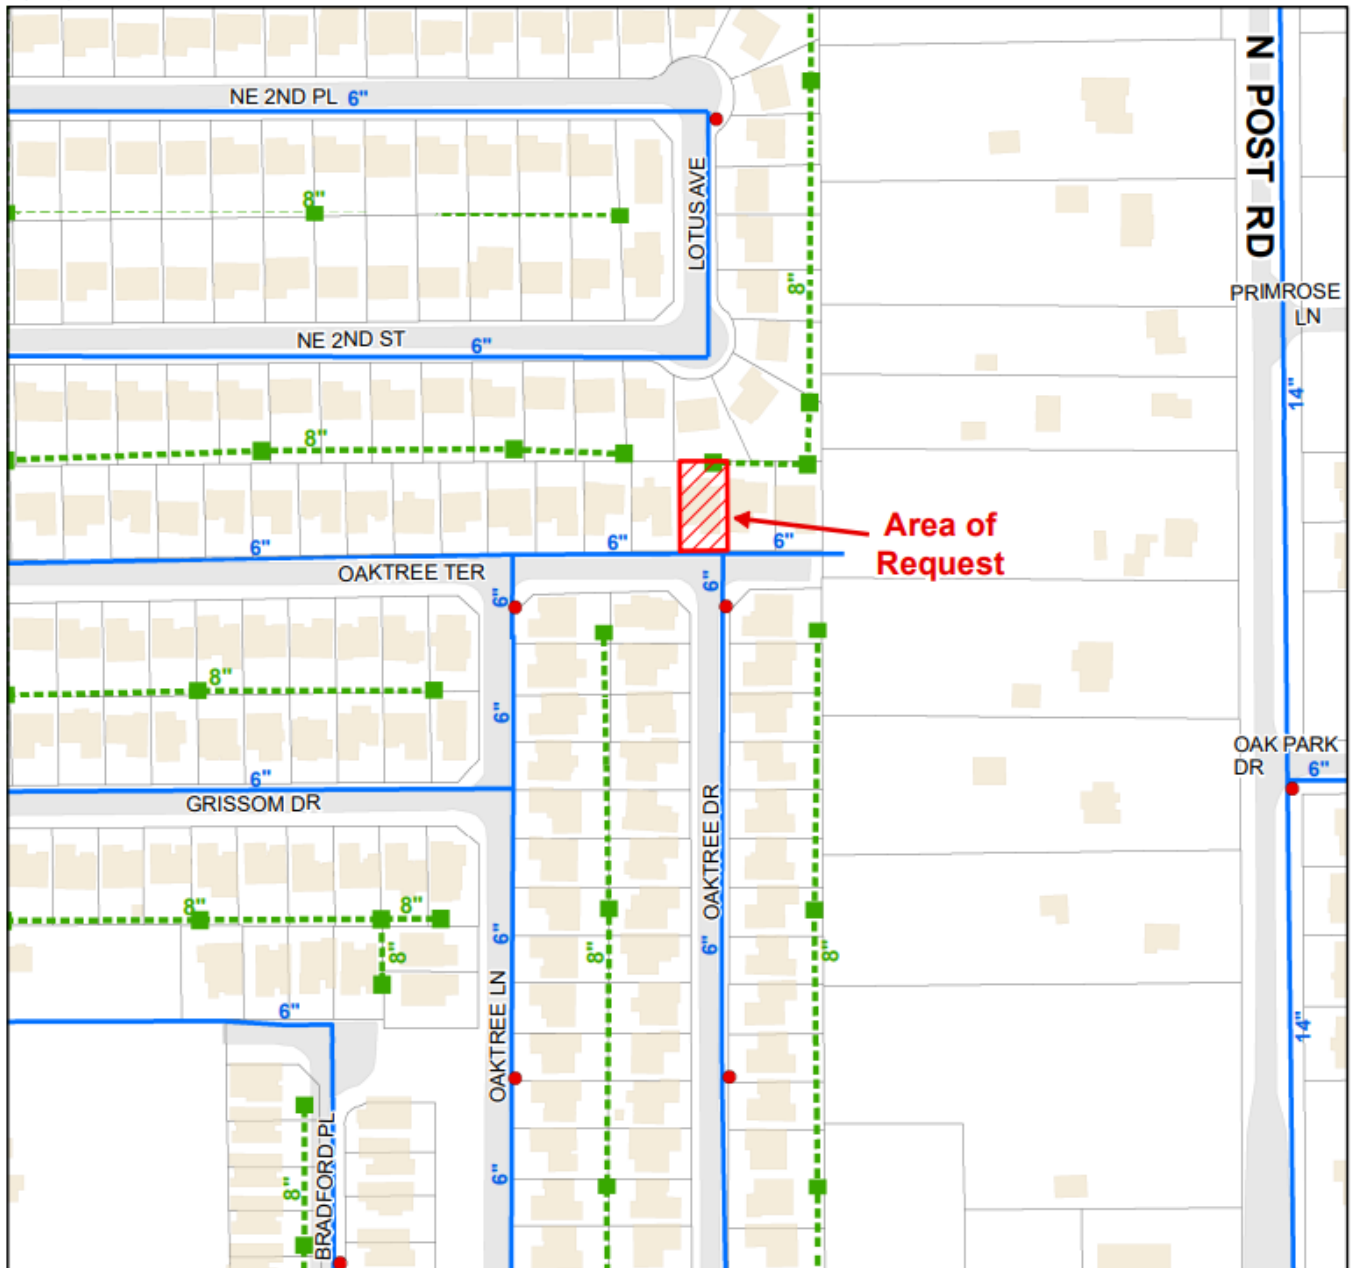 NE 2ND PL 6"
N POST RD
LOTUS AVE
8"
8"
PRIMROSE
LN
NE 2ND ST
6"
14"
8"
Area of
Request
6"
6"
6"
OAKTREE TER
6"
6"
8"
6"
OAK PARK
DR
6"
6"
GRISSOM DR
OAKTREE DR
8"
8"
8"
6"
8"
6"
8"
OAKTREE LN
6"
14"
BRADFORD PL
8"
6"